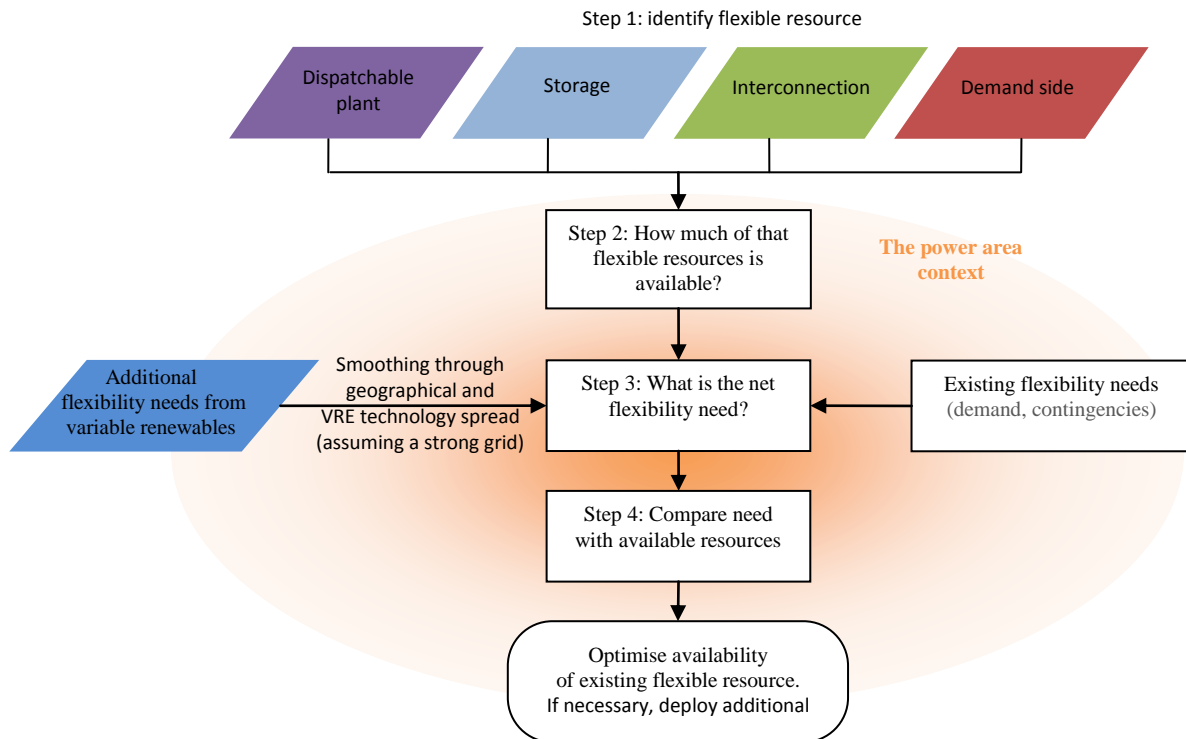 Step 1: identify flexible resource
Dispatchable
plant
Storage
Interconnection
Demand side
Step 2: How much of that
flexible resources is
available?
The power area
context
Additional
flexibility needs from
variable renewables
Smoothing through
geographical and
VRE technology spread
(assuming a strong grid)
Step 3: What is the net
flexibility need?
Existing flexibility needs
(demand, contingencies)
Step 4: Compare need
with available resources
Optimise availability
of existing flexible resource.
If necessary, deploy additional